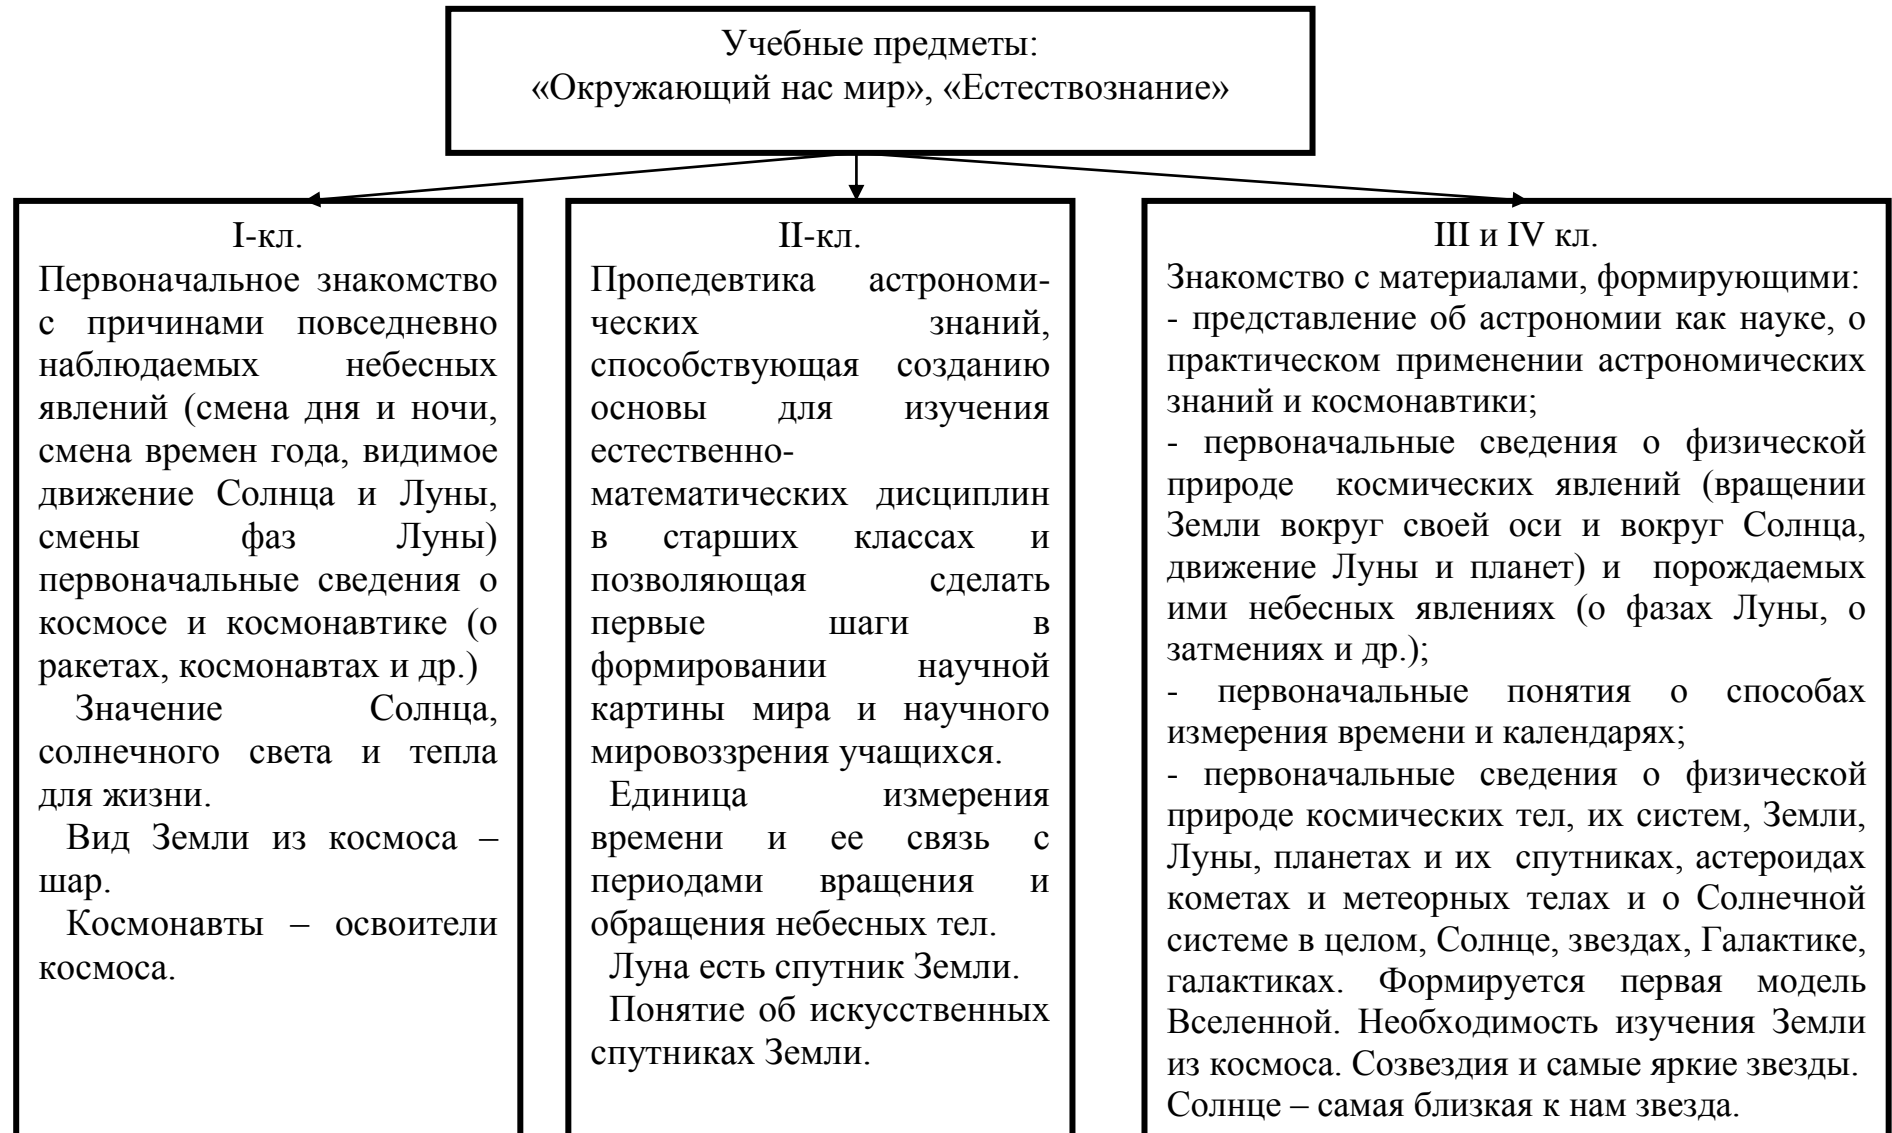 Учебные предметы:
«Окружающий нас мир», «Естествознание»
I-кл.
Первоначальное знакомство
с причинами повседневно
наблюдаемых небесных
явлений (смена дня и ночи,
смена времен года, видимое
движение Солнца и Луны,
смены фаз Луны)
первоначальные сведения о
космосе и космонавтике (о
ракетах, космонавтах и др.)
Значение Солнца,
солнечного света и тепла
для жизни.
Вид Земли из космоса –
шар.
Космонавты – освоители
космоса.
II-кл.
Пропедевтика астрономи-
ческих знаний,
способствующая созданию
основы для изучения
естественно-
математических дисциплин
в старших классах и
позволяющая сделать
первые шаги в
формировании научной
картины мира и научного
мировоззрения учащихся.
Единица измерения
времени и ее связь с
периодами вращения и
обращения небесных тел.
Луна есть спутник Земли.
Понятие об искусственных
спутниках Земли.
III и IV кл.
Знакомство с материалами, формирующими:
- представление об астрономии как науке, о
практическом применении астрономических
знаний и космонавтики;
- первоначальные сведения о физической
природе космических явлений (вращении
Земли вокруг своей оси и вокруг Солнца,
движение Луны и планет) и порождаемых
ими небесных явлениях (о фазах Луны, о
затмениях и др.);
- первоначальные понятия о способах
измерения времени и календарях;
- первоначальные сведения о физической
природе космических тел, их систем, Земли,
Луны, планетах и их спутниках, астероидах
кометах и метеорных телах и о Солнечной
системе в целом, Солнце, звездах, Галактике,
галактиках. Формируется первая модель
Вселенной. Необходимость изучения Земли
из космоса. Созвездия и самые яркие звезды.
Солнце – самая близкая к нам звезда.